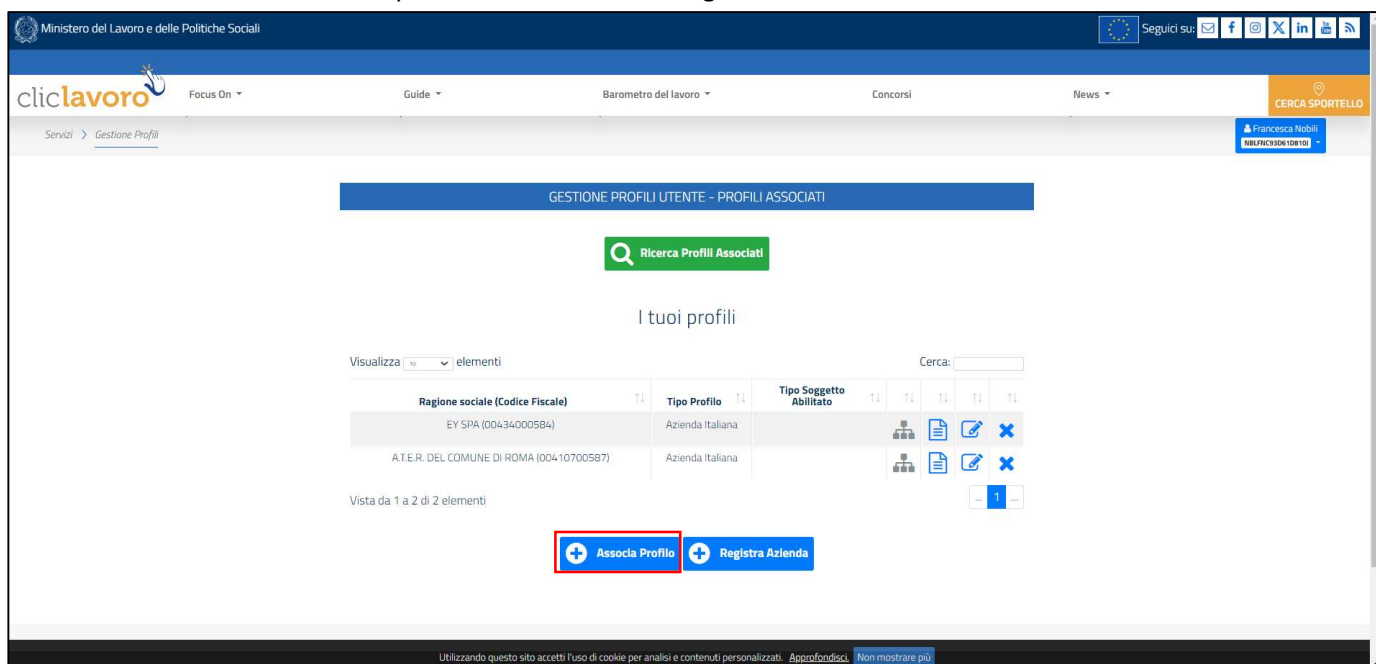 Ministero del Lavoro e delle Politiche Sociali
Seguici su:
cliclavoro
Focus On
Guide
Barometro del lavoro
Concorsi
News
CERCA SPORTELLO
Servizi > Gestione Profili
Francesca Nobili
NBLFNC93D61D810J
GESTIONE PROFILI UTENTE - PROFILI ASSOCIATI
Ricerca Profili Associati
I tuoi profili
Visualizza 10 elementi
Cerca:
Ragione sociale (Codice Fiscale) Tipo Profilo Tipo Soggetto Abilitato
EY SPA (00434000584) Azienda Italiana
A.T.E.R. DEL COMUNE DI ROMA (00410700587) Azienda Italiana
Vista da 1 a 2 di 2 elementi
... 1 ...
Associa Profilo
Registra Azienda
Utilizzando questo sito accetti l'uso di cookie per analisi e contenuti personalizzati. Approfondisci. Non mostrare più